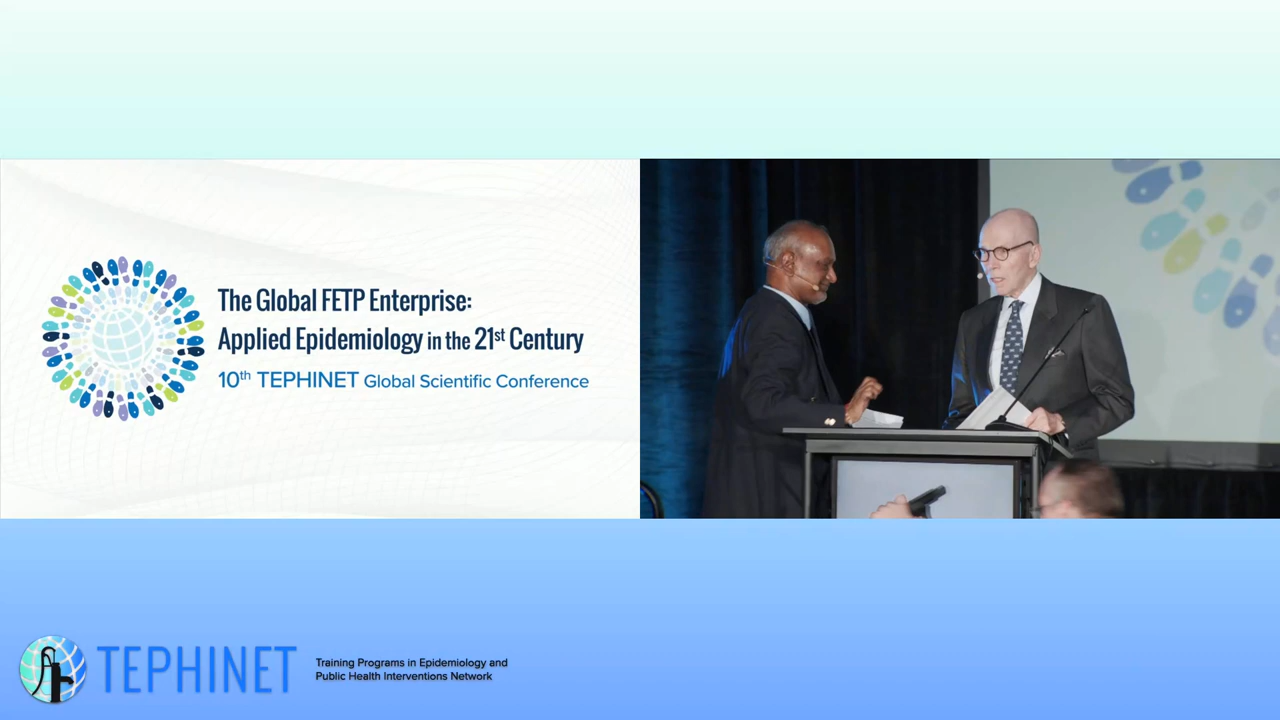 The Global FETP Enterprise:
Applied Epidemiology in the 21st Century
10th TEPHINET Global Scientific Conference
TEPHINET
Training Programs in Epidemiology and
Public Health Interventions Network